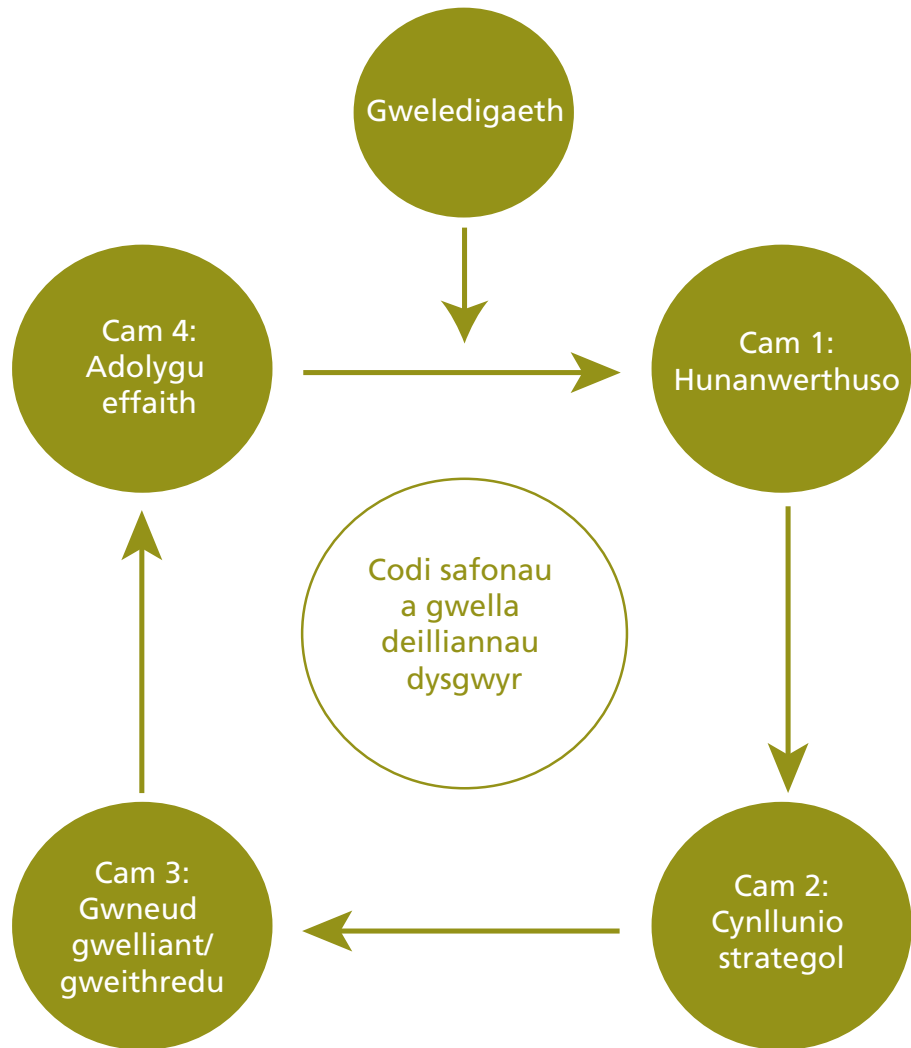 Gweledigaeth
Cam 1:
Hunanwerthuso
Cam 2:
Cynllunio
strategol
Cam 3:
Gwneud
gwelliant/
gweithredu
Cam 4:
Adolygu
effaith
Codi safonau
a gwella
deilliannau
dysgwyr